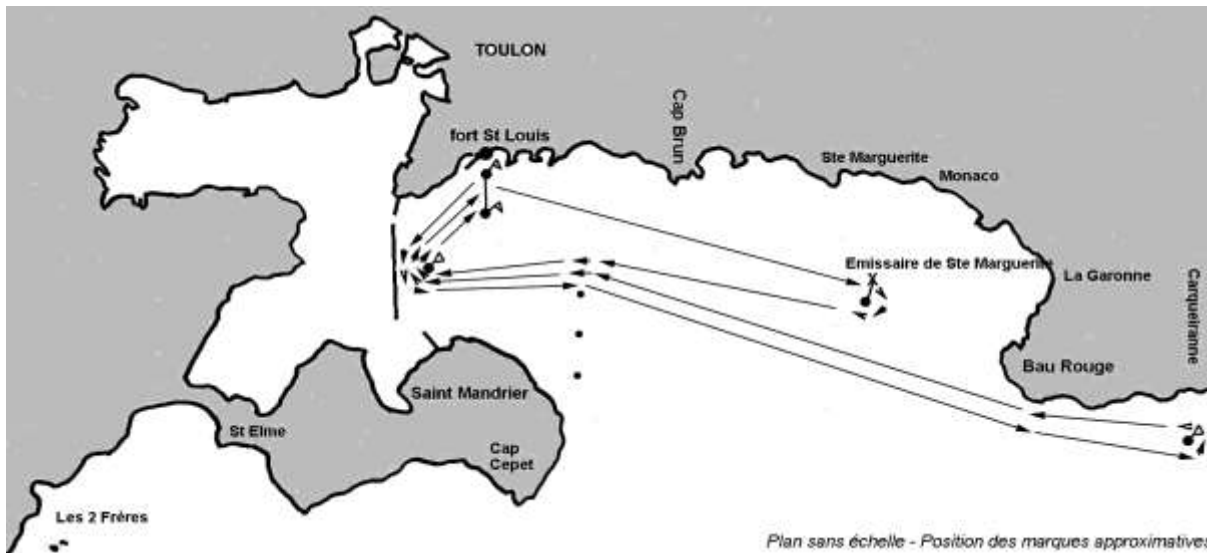 TOULON
fort St Louis
Cap Brun
Ste Marguerite
Monaco
Emissaire de Ste Marguerite
La Garonne
Carqueiranne
Bau Rouge
Saint Mandrier
St Elme
Cap
Cepet
Les 2 Fréres
Plan sans échelle - Position des marques approximatives